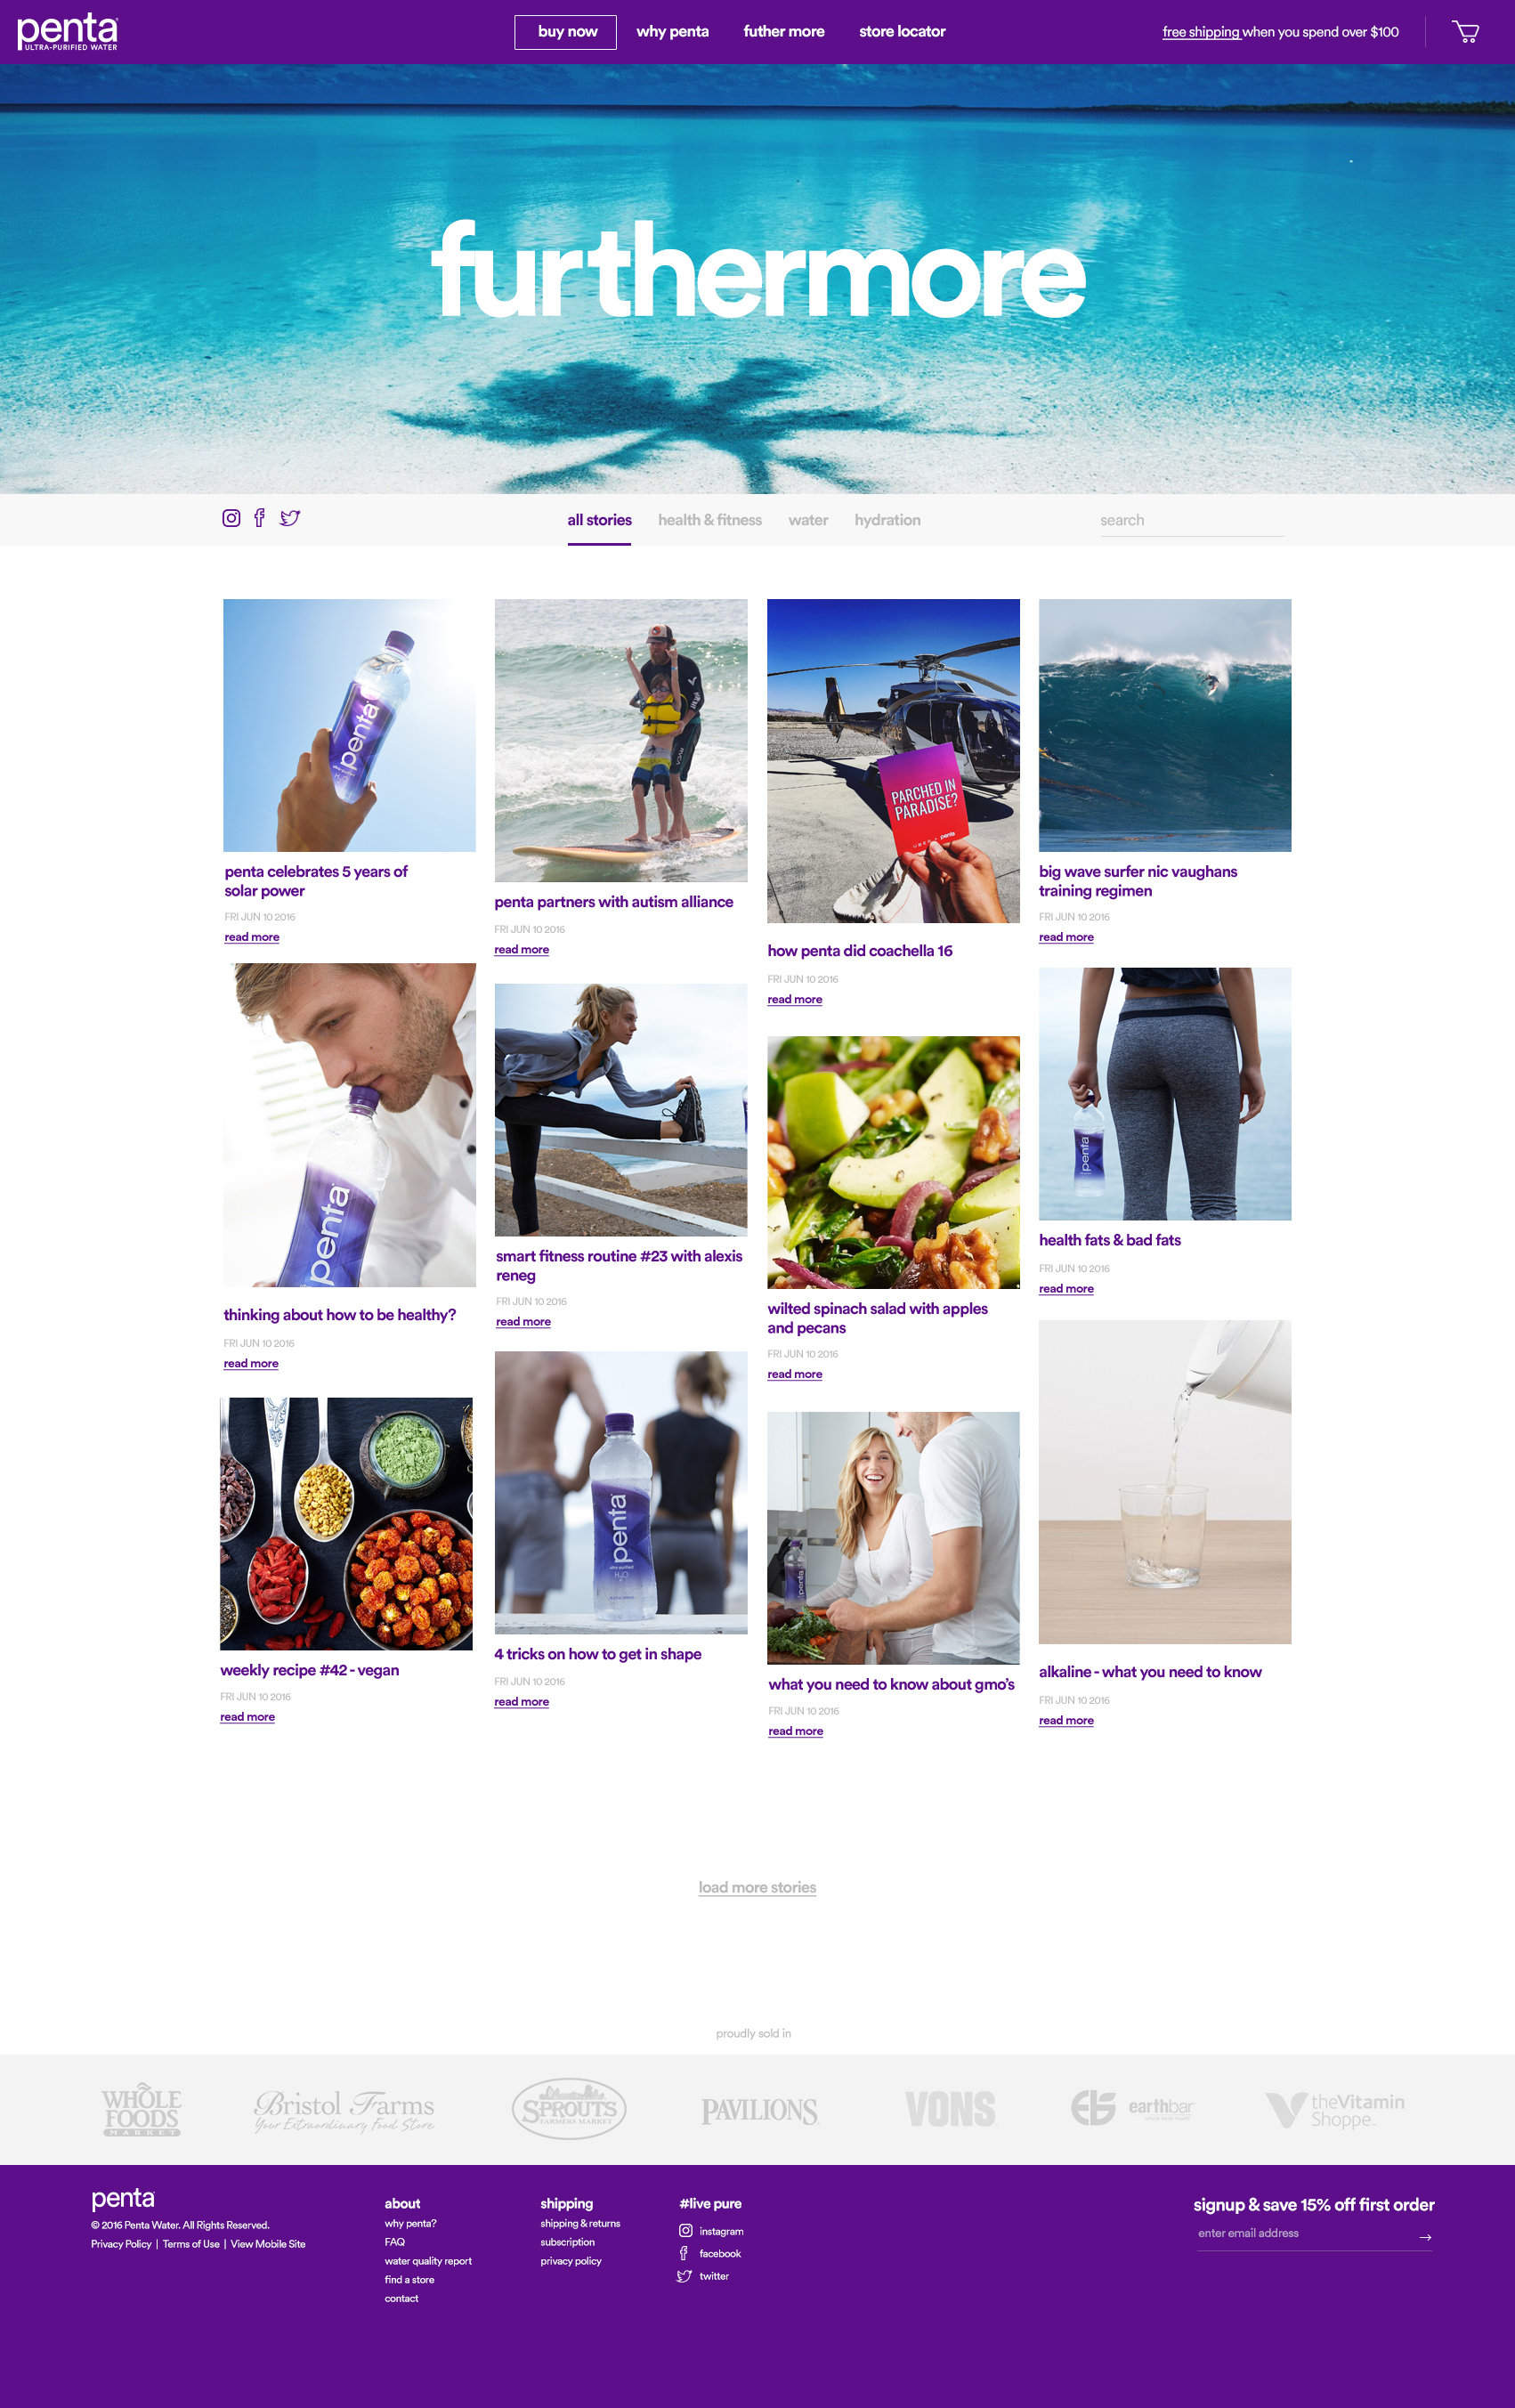 penta
ULTRA-PURIFIED WATER
buy now
why penta
futher more
store locator
free shipping when you spend over $100
furthermore
all stories
health & fitness
water
hydration
search
penta
penta celebrates 5 years of
solar power
FRI JUN 10 2016
read more
penta partners with autism alliance
FRI JUN 10 2016
read more
PARCHED IN
PARADISE?
penta
how penta did coachella 16
FRI JUN 10 2016
read more
big wave surfer nic vaughans
training regimen
FRI JUN 10 2016
read more
penta
thinking about how to be healthy?
FRI JUN 10 2016
read more
smart fitness routine #23 with alexis
reneg
FRI JUN 10 2016
read more
wilted spinach salad with apples
and pecans
FRI JUN 10 2016
read more
penta
health fats & bad fats
FRI JUN 10 2016
read more
weekly recipe #42 - vegan
FRI JUN 10 2016
read more
penta
ultra-purified
H2O
4 tricks on how to get in shape
FRI JUN 10 2016
read more
penta
what you need to know about gmo's
FRI JUN 10 2016
read more
alkaline - what you need to know
FRI JUN 10 2016
read more
load more stories
proudly sold in
WHOLE
FOODS
MARKET
Bristol Farms
Your Extraordinary Food Store
SPROUTS
FARMERS MARKET
PAVILIONS
VONS
earthbar
theVitamin
Shoppe
penta
© 2016 Penta Water. All Rights Reserved.
Privacy Policy | Terms of Use | View Mobile Site
about
why penta?
FAQ
water quality report
find a store
contact
shipping
shipping & returns
subscription
privacy policy
#live pure
instagram
facebook
twitter
signup & save 15% off first order
enter email address